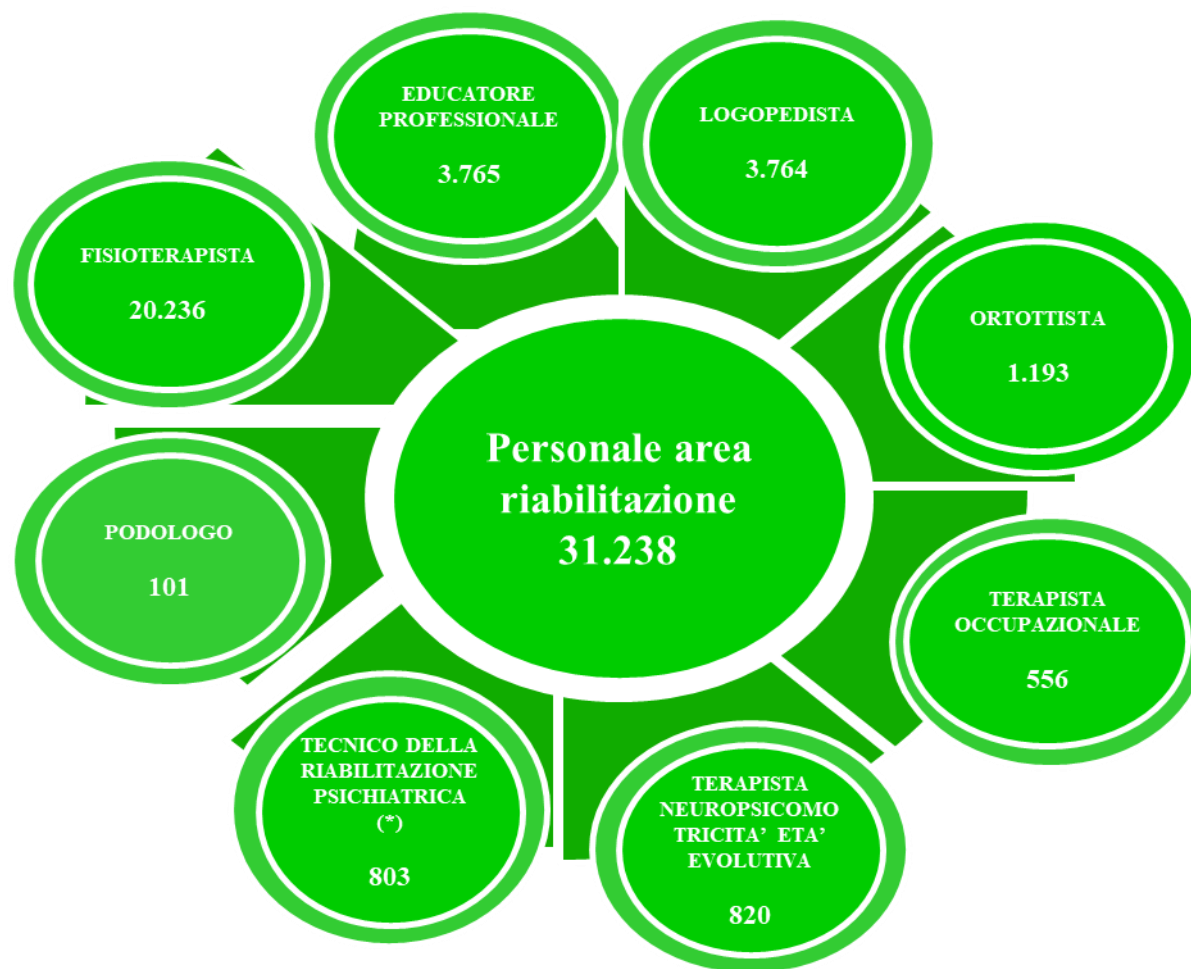 EDUCATORE
PROFESSIONALE
3.765
LOGOPEDISTA
3.764
FISIOTERAPISTA
20.236
ORTOTTISTA
1.193
Personale area
riabilitazione
31.238
PODOLOGO
101
TERAPISTA
OCCUPAZIONALE
556
TECNICO DELLA
RIABILITAZIONE
PSICHIATRICA
(*)
803
TERAPISTA
NEUROPSICOMO
TRICITA’ ETA’
EVOLUTIVA
820